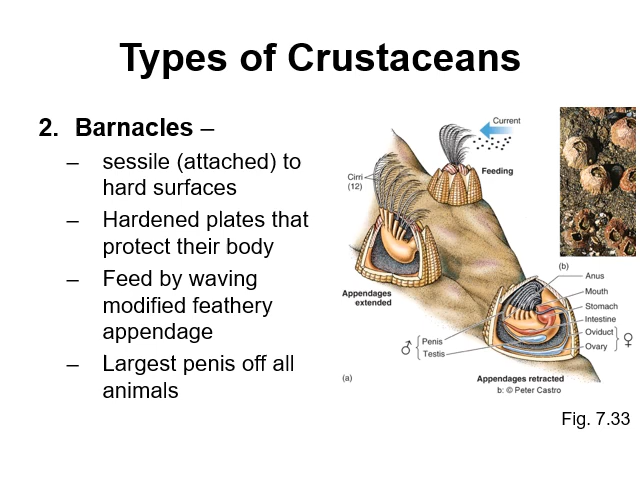 Types of Crustaceans
2. Barnacles –
– sessile (attached) to
hard surfaces
– Hardened plates that
protect their body
– Feed by waving
modified feathery
appendage
– Largest penis off all
animals
Current
Feeding
Cirri
(12)
Appendages
extended
(b)
Anus
Mouth
Stomach
Intestine
Oviduct
Ovary
♀
♂
Penis
Testis
(a)
Appendages retracted
b: © Peter Castro
Fig. 7.33